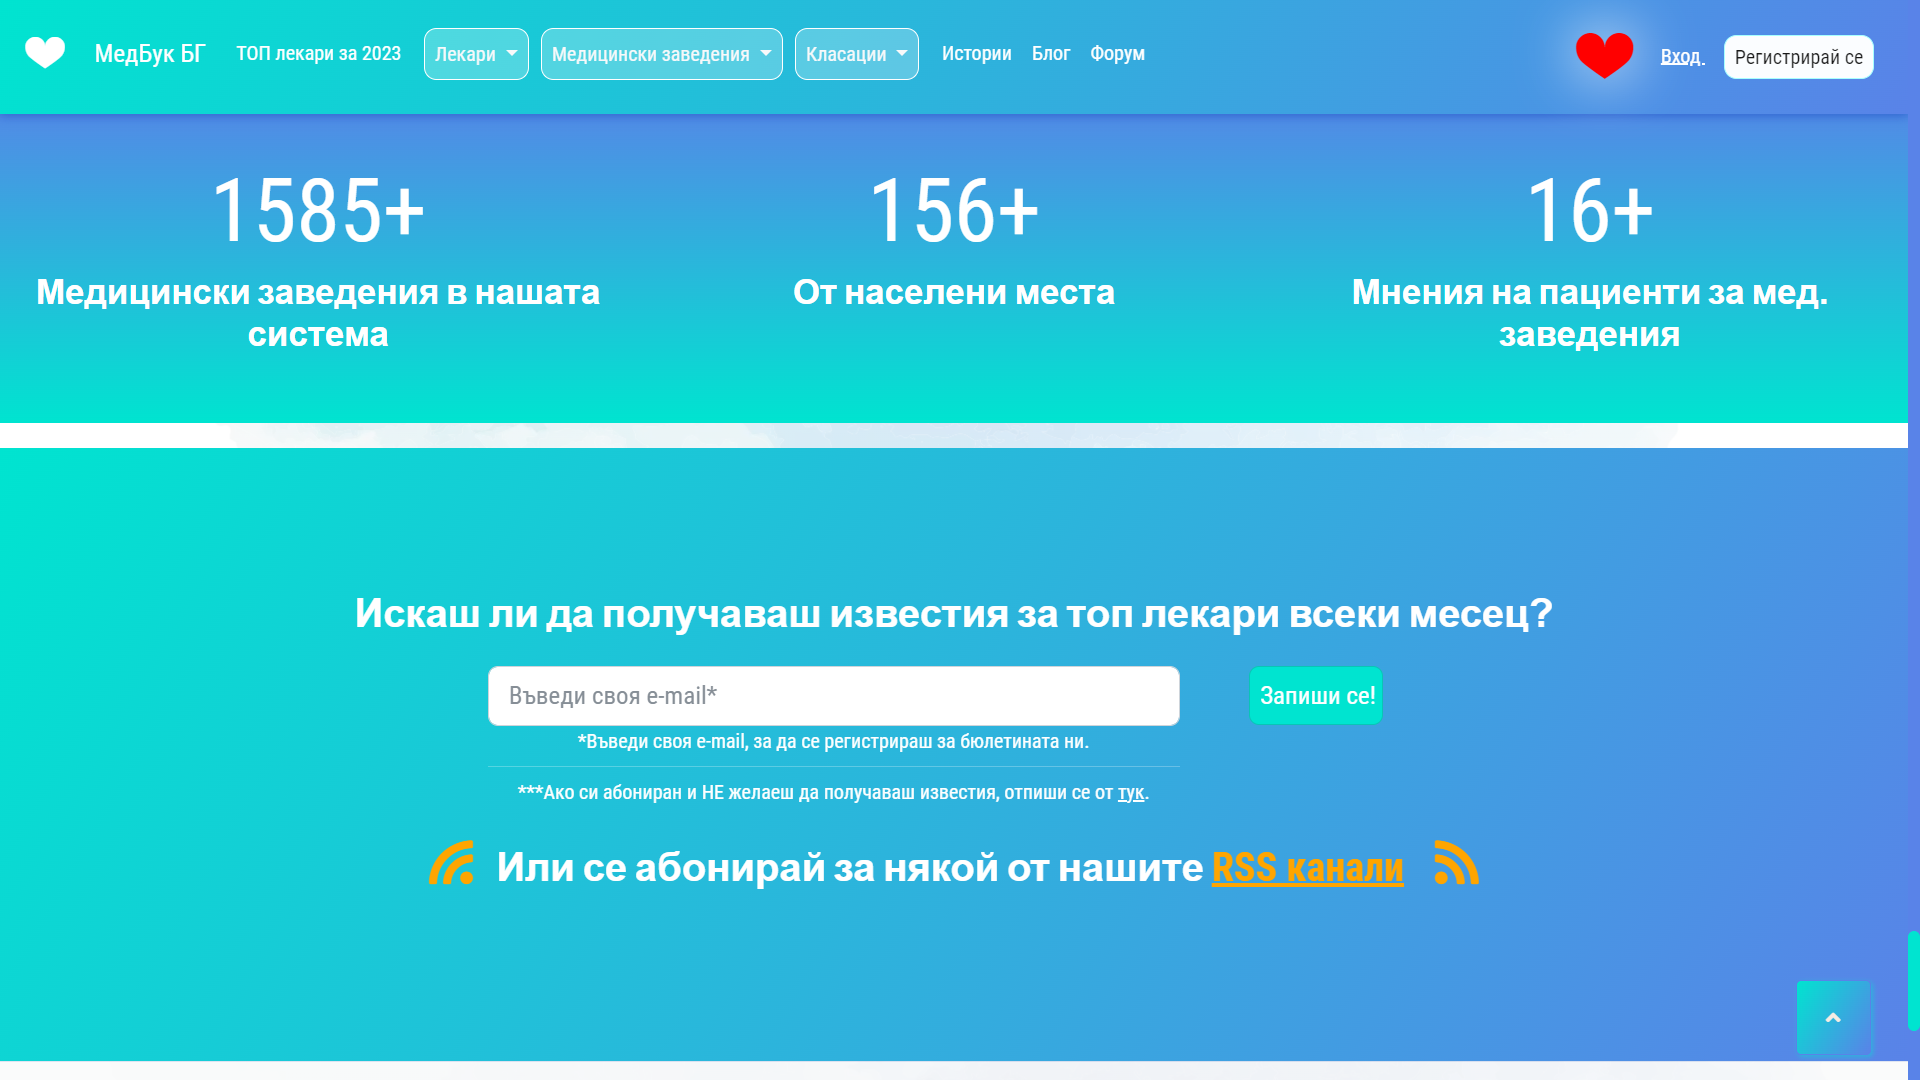 МедБук БГ ТОП лекари за 2023 Лекари Медицински заведения Класации Истории Блог Форум Вход Регистрирай се
1585+ 156+ 16+
Медицински заведения в нашата
система
От населени места
Мнения на пациенти за мед.
заведения
Искаш ли да получаваш известия за топ лекари всеки месец?
Въведи своя e-mail* Запиши се!
*Въведи своя e-mail, за да се регистрираш за бюлетината ни.
***Ако си абониран и НЕ желаеш да получаваш известия, отпиши се от тук.
Или се абонирай за някой от нашите RSS канали